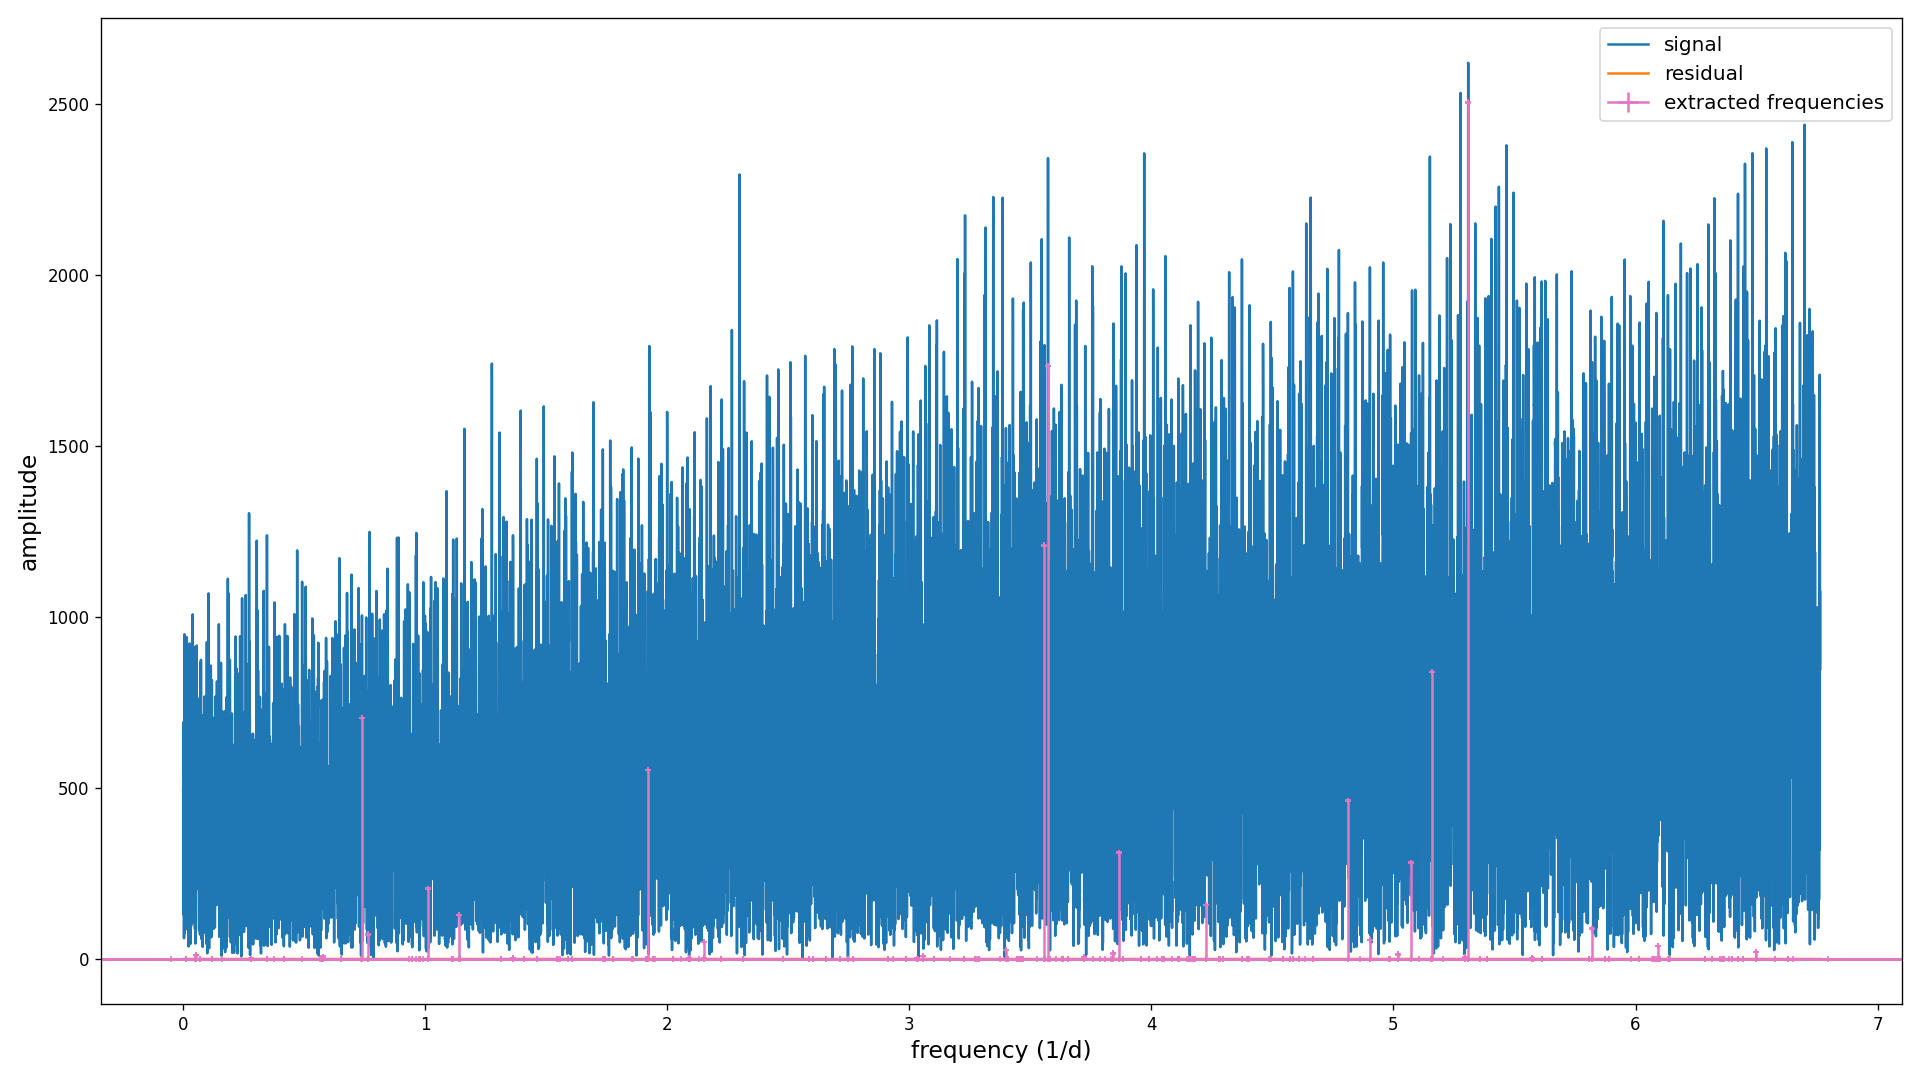 signal
residual
extracted frequencies
2500
2000
1500
1000
500
0
amplitude
0 1 2 3 4 5 6 7
frequency (1/d)